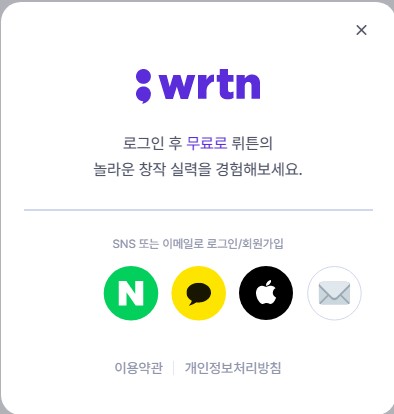 wrtn
로그인 후 무료로 뤼튼의
놀라운 창작 실력을 경험해보세요.
SNS 또는 이메일로 로그인/회원가입
N
이용약관 | 개인정보처리방침